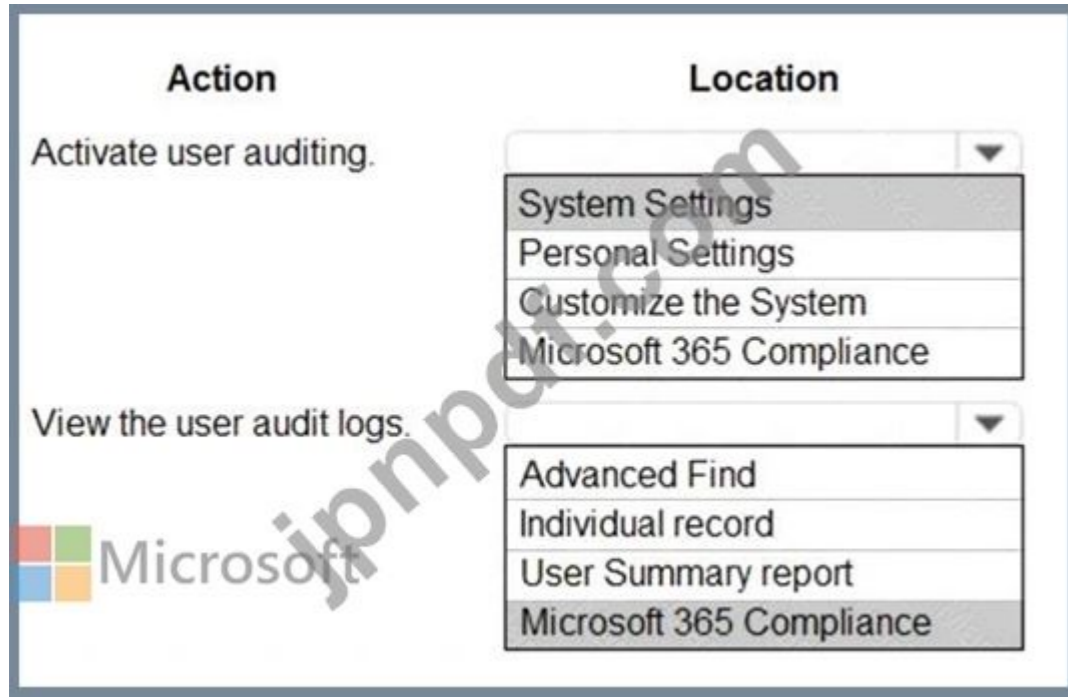 Action Location
Activate user auditing.
System Settings
Personal Settings
Customize the System
Microsoft 365 Compliance
View the user audit logs.
Advanced Find
Individual record
User Summary report
Microsoft 365 Compliance
Microsoft
jpnpdf.com